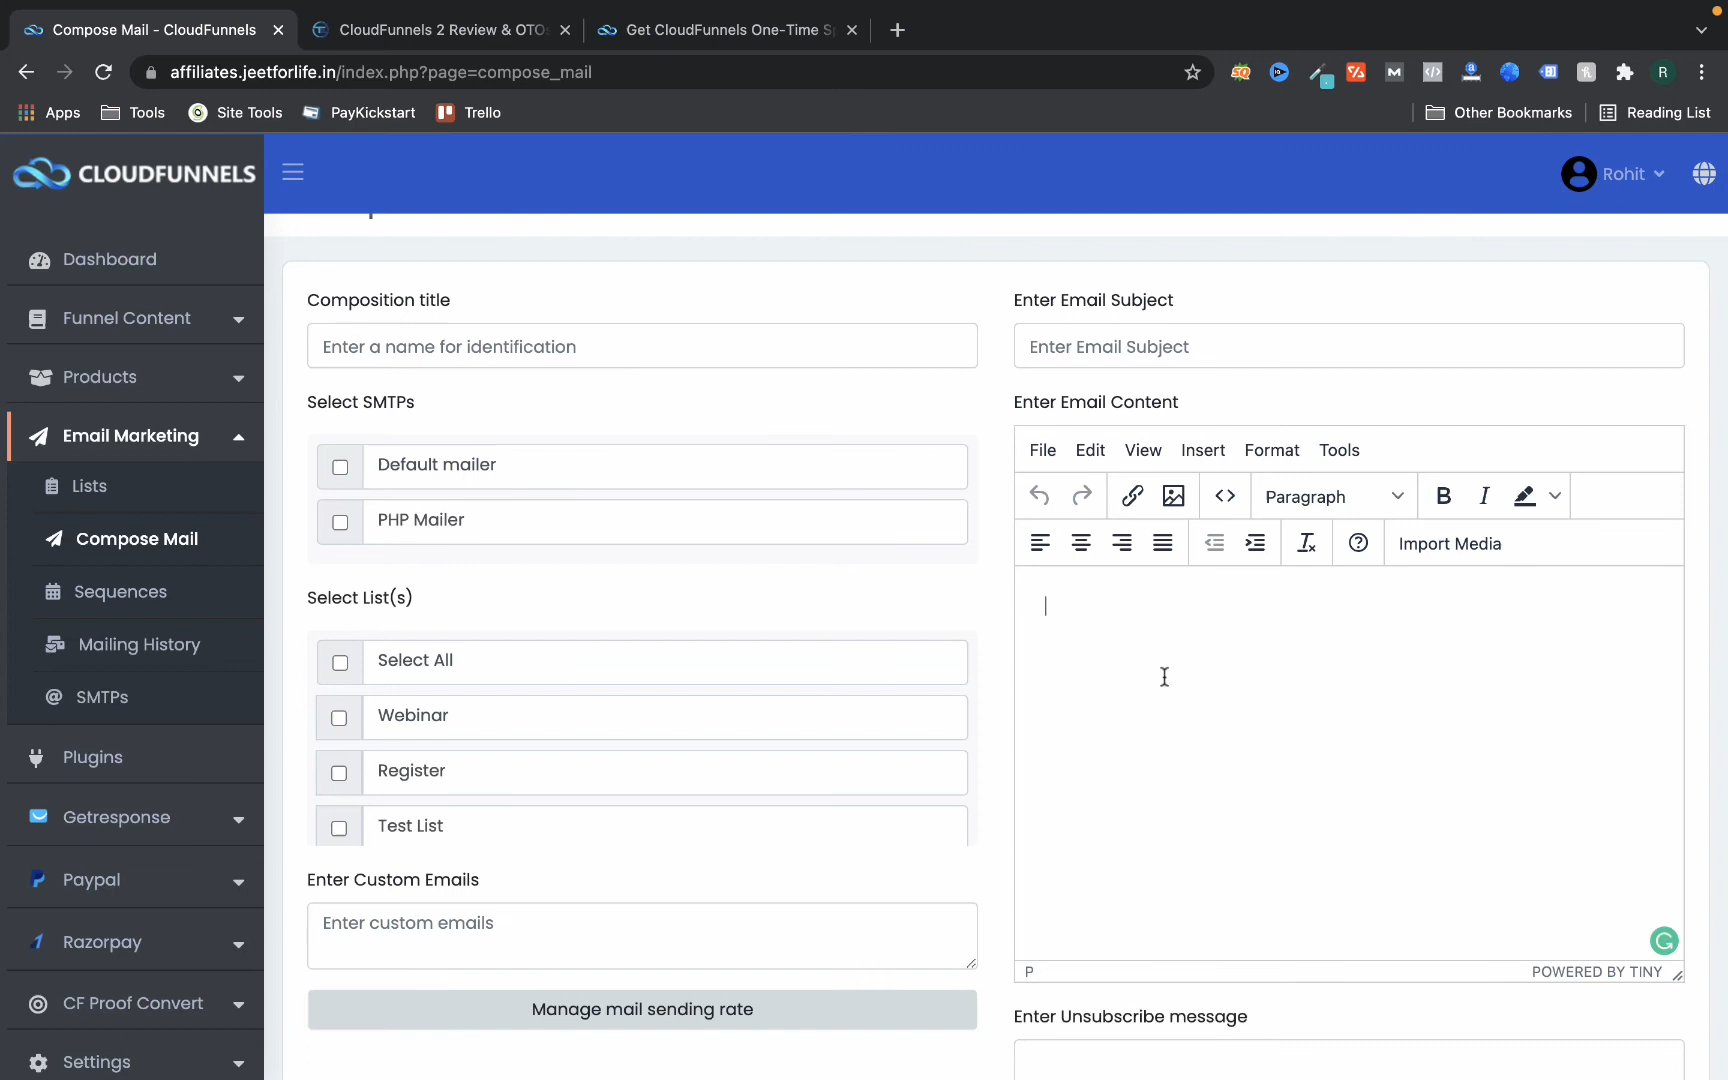 Compose Mail - CloudFunnels
CloudFunnels 2 Review & OTO
Get CloudFunnels One-Time S
affiliates.jeetforlife.in/index.php?page=compose_mail
R
Apps
Tools
Site Tools
PayKickstart
Trello
Other Bookmarks
Reading List
CLOUDFUNNELS
Rohit
Dashboard
Funnel Content
Products
Email Marketing
Lists
Compose Mail
Sequences
Mailing History
SMTPs
Plugins
Getresponse
Paypal
Razorpay
CF Proof Convert
Settings
Composition title
Enter a name for identification
Select SMTPs
Default mailer
PHP Mailer
Select List(s)
Select All
Webinar
Register
Test List
Enter Custom Emails
Enter custom emails
Manage mail sending rate
Enter Email Subject
Enter Email Subject
Enter Email Content
File Edit View Insert Format Tools
Paragraph
B I
Import Media
P
POWERED BY TINY
Enter Unsubscribe message